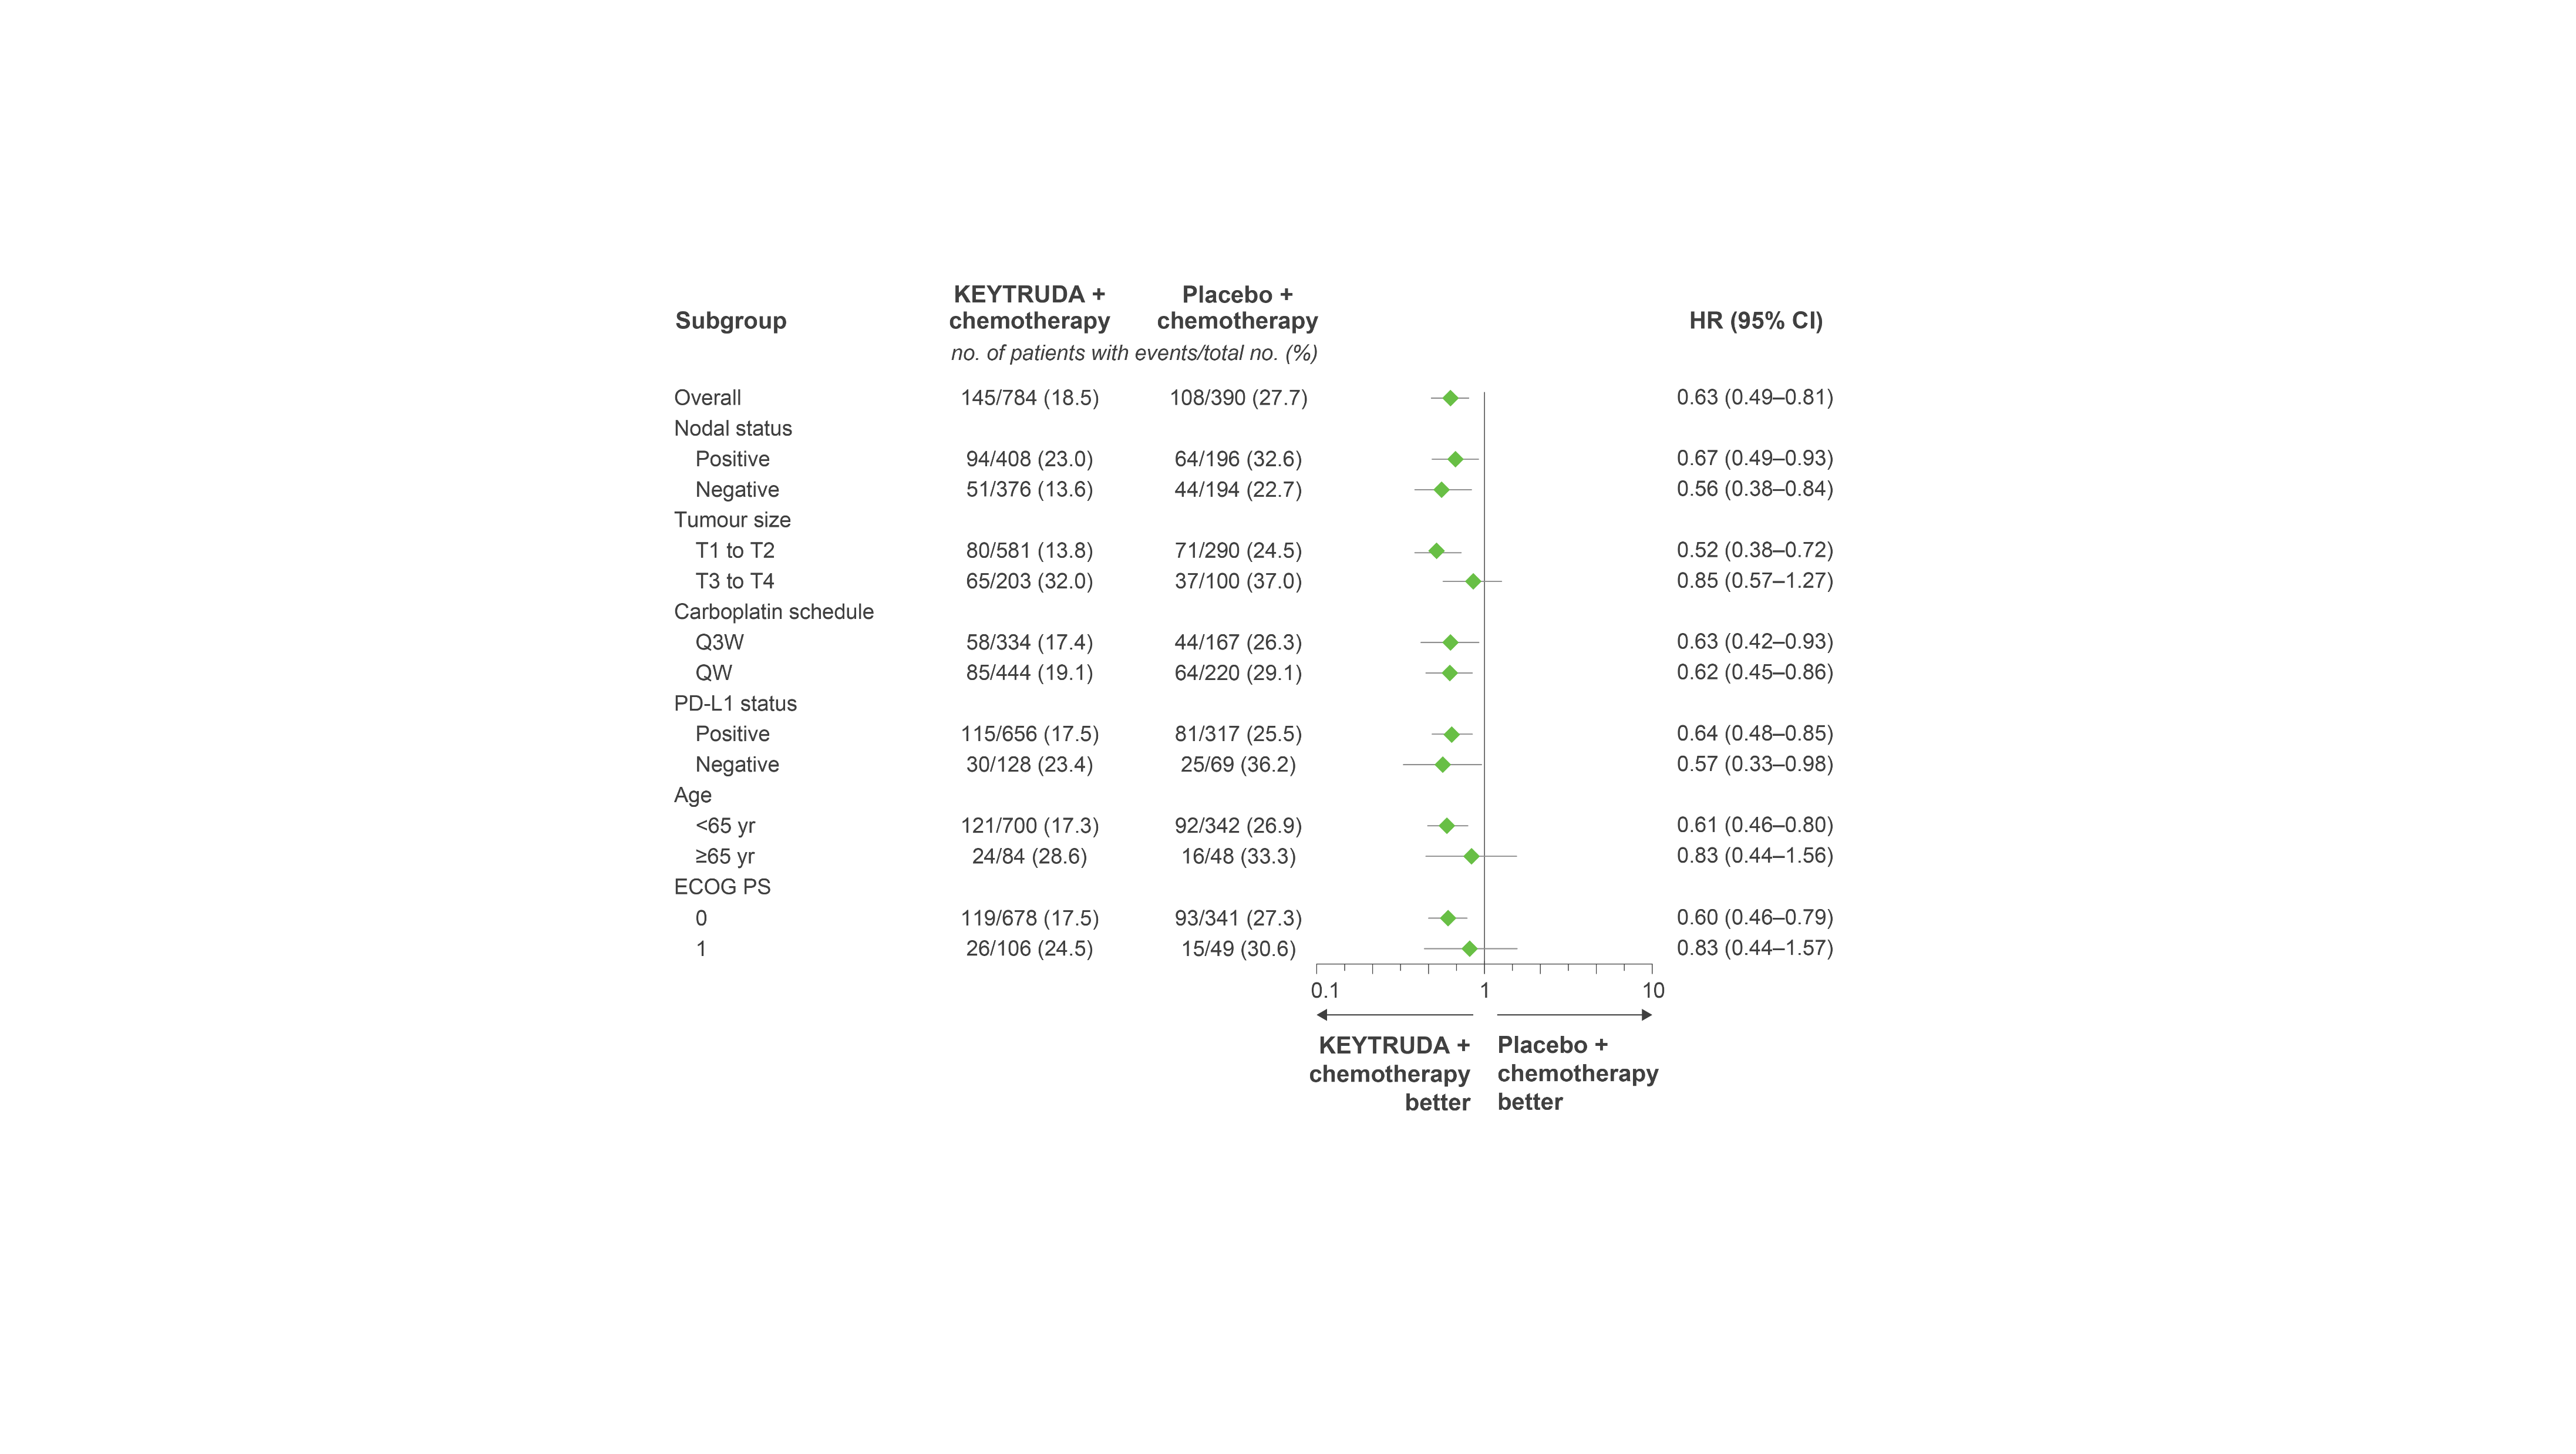 Subgroup
KEYTRUDA +
chemotherapy
Placebo +
chemotherapy
HR (95% CI)
no. of patients with events/total no. (%)
Overall 145/784 (18.5) 108/390 (27.7) 0.63 (0.49–0.81)
Nodal status
Positive 94/408 (23.0) 64/196 (32.6) 0.67 (0.49–0.93)
Negative 51/376 (13.6) 44/194 (22.7) 0.56 (0.38–0.84)
Tumour size
T1 to T2 80/581 (13.8) 71/290 (24.5) 0.52 (0.38–0.72)
T3 to T4 65/203 (32.0) 37/100 (37.0) 0.85 (0.57–1.27)
Carboplatin schedule
Q3W 58/334 (17.4) 44/167 (26.3) 0.63 (0.42–0.93)
QW 85/444 (19.1) 64/220 (29.1) 0.62 (0.45–0.86)
PD-L1 status
Positive 115/656 (17.5) 81/317 (25.5) 0.64 (0.48–0.85)
Negative 30/128 (23.4) 25/69 (36.2) 0.57 (0.33–0.98)
Age
<65 yr 121/700 (17.3) 92/342 (26.9) 0.61 (0.46–0.80)
≥65 yr 24/84 (28.6) 16/48 (33.3) 0.83 (0.44–1.56)
ECOG PS
0 119/678 (17.5) 93/341 (27.3) 0.60 (0.46–0.79)
1 26/106 (24.5) 15/49 (30.6) 0.83 (0.44–1.57)
0.1 1 10
KEYTRUDA +
chemotherapy
better
Placebo +
chemotherapy
better